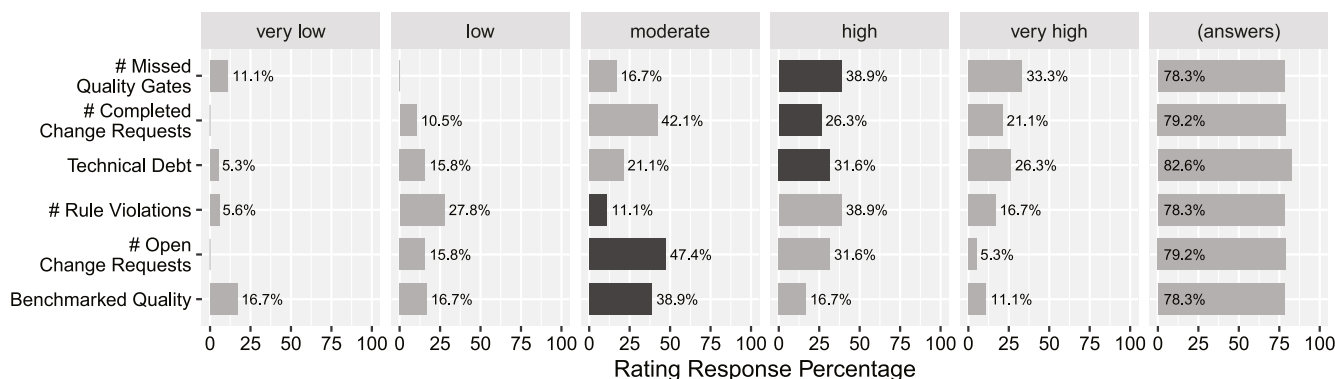 very low low moderate high very high (answers)
# Missed
Quality Gates 11.1% 16.7% 38.9% 33.3% 78.3%
# Completed
Change Requests 10.5% 42.1% 26.3% 21.1% 79.2%
Technical Debt 5.3% 15.8% 21.1% 31.6% 26.3% 82.6%
# Rule Violations 5.6% 27.8% 11.1% 38.9% 16.7% 78.3%
# Open
Change Requests 15.8% 47.4% 31.6% 5.3% 79.2%
Benchmarked Quality 16.7% 16.7% 38.9% 16.7% 11.1% 78.3%
0 25 50 75 100 0 25 50 75 100 0 25 50 75 100 0 25 50 75 100 0 25 50 75 100 0 25 50 75 100
Rating Response Percentage